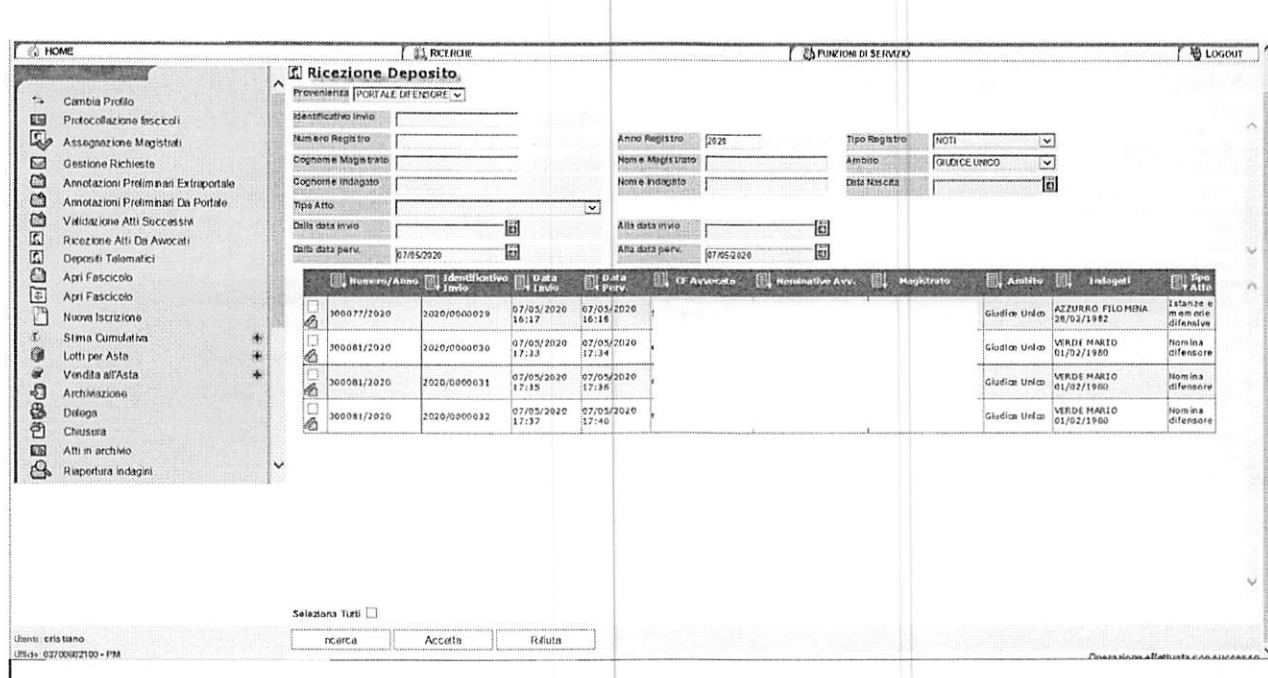 HOME
RICERCHE
FUNZIONI DI SERVIZIO
LOGOUT
Cambia Profilo
Protocollazione fascicoli
Assegnazione Magistrati
Gestione Richieste
Annotazioni Preliminari Extraportale
Annotazioni Preliminari Da Portale
Validazione Atti Successivi
Ricezione Atti Da Avvocati
Depositi Telematici
Apri Fascicolo
Apri Fascicolo
Nuova Iscrizione
Stima Cumulativa
Lotti per Asta
Vendita all'Asta
Archiviazione
Delega
Chiusura
Atti in archivio
Riapertura indagini
Ricezione Deposito
Provenienza PORTALE DIFENSORE
Identificativo Invio
Numero Registro Anno Registro 2020 Tipo Registro NOTI
Cognome Magistrato Nome Magistrato Ambito GIUDICE UNICO
Cognome Indagato Nome Indagato Data Nascita
Tipo Atto
Dalla data invio Alla data invio
Dalla data perv. 07/05/2020 Alla data perv. 07/05/2020
Numero/Anno Identificativo Invio Data Invio Data Perv. CF Avvocato Nominativo Avv. Magistrato Ambito Indagati Tipo Atto
300077/2020 2020/0000029 07/05/2020 16:17 07/05/2020 16:18 Giudice Unico AZZURRO FILOMENA 28/02/1982 Istanze e memorie difensive
300081/2020 2020/0000030 07/05/2020 17:33 07/05/2020 17:34 Giudice Unico VERDE MARIO 01/02/1980 Nomina difensore
300081/2020 2020/0000031 07/05/2020 17:35 07/05/2020 17:36 Giudice Unico VERDE MARIO 01/02/1980 Nomina difensore
300081/2020 2020/0000032 07/05/2020 17:37 07/05/2020 17:40 Giudice Unico VERDE MARIO 01/02/1980 Nomina difensore
Seleziona Tutti
ricerca Accetta Rifiuta
Utente: cristiano
Ufficio: 03700602100 - PM
Operazione effettuata con successo